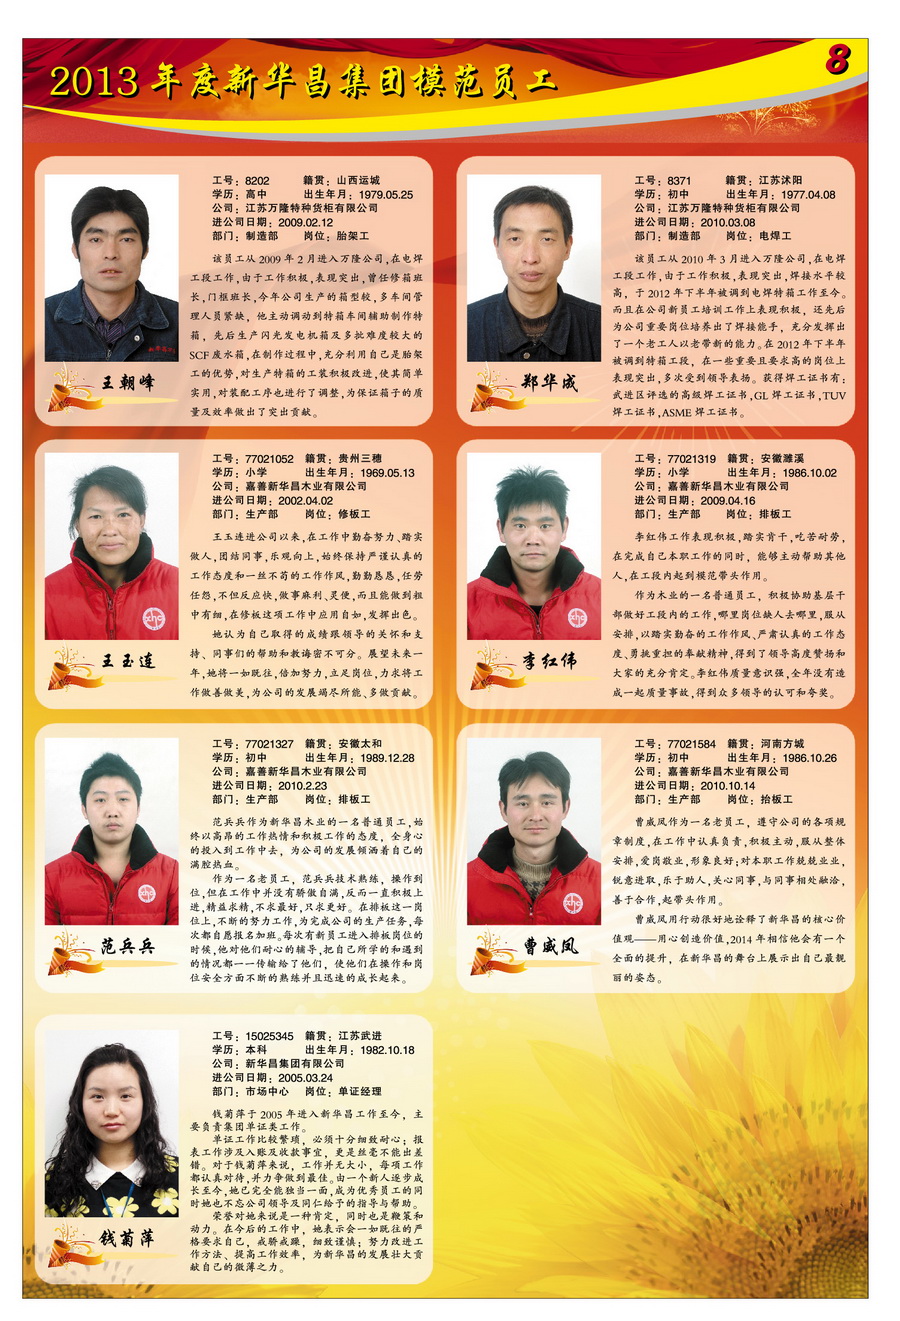 2013 年度新华昌集团模范员工
8
工号：8202 籍贯：山西运城
学历：高中 出生年月：1979.05.25
公司：江苏万隆特种货柜有限公司
进公司日期：2009.02.12
部门：制造部 岗位：胎架工
该员工从 2009 年 2 月进入万隆公司,在电焊
工段工作,由于工作积极,表现突出,曾任修箱班
长,门框班长,今年公司生产的箱型较,多车间管
理人员紧缺，他主动调动到特箱车间辅助制作特
箱，先后生产闪光发电机箱及多批难度较大的
SCF 废水箱,在制作过程中,充分利用自己是胎架
工的优势,对生产特箱的工装积极改进,使其简单
实用,对装配工序也进行了调整,为保证箱子的质
量及效率做出了突出贡献。
王朝峰
工号：8371 籍贯：江苏沭阳
学历：初中 出生年月：1977.04.08
公司：江苏万隆特种货柜有限公司
进公司日期：2010.03.08
部门：制造部 岗位：电焊工
该员工从 2010 年 3 月进入万隆公司,在电焊
工段工作,由于工作积极,表现突出,焊接水平较
高，于 2012 年下半年被调到电焊特箱工作至今。
而且在公司新员工培训工作上表现积极，还先后
为公司重要岗位培养出了焊接能手，充分发挥出
了一个老工人以老带新的能力。在 2012 年下半年
被调到特箱工段，在一些重要且要求高的岗位上
表现突出,多次受到领导表扬。获得焊工证书有：
武进区评选的高级焊工证书,GL 焊工证书,TUV
焊工证书,ASME 焊工证书。
郑华成
工号：77021052 籍贯：贵州三穗
学历：小学 出生年月：1969.05.13
公司：嘉善新华昌木业有限公司
进公司日期：2002.04.02
部门：生产部 岗位：修板工
王玉连进公司以来,在工作中勤奋努力、踏实
做人,团结同事,乐观向上,始终保持严谨认真的
工作态度和一丝不苟的工作作风,勤勤恳恳,任劳
任怨,不但反应快,做事麻利、灵便,而且能做到粗
中有细,在修板这项工作中应用自如,发挥出色。
她认为自己取得的成绩跟领导的关怀和支
持、同事们的帮助和教诲密不可分。展望未来一
年,她将一如既往,倍加努力,立足岗位,力求将工
作做善做美,为公司的发展竭尽所能、多做贡献。
王玉连
工号：77021319 籍贯：安徽濉溪
学历：小学 出生年月：1986.10.02
公司：嘉善新华昌木业有限公司
进公司日期：2009.04.16
部门：生产部 岗位：排板工
李红伟工作表现积极,踏实肯干,吃苦耐劳,
在完成自己本职工作的同时，能够主动帮助其他
人,在工段内起到模范带头作用。
作为木业的一名普通员工，积极协助基层干
部做好工段内的工作,哪里岗位缺人去哪里,服从
安排,以踏实勤奋的工作作风、严肃认真的工作态
度、勇挑重担的奉献精神,得到了领导高度赞扬和
大家的充分肯定。李红伟质量意识强,全年没有造
成一起质量事故,得到众多领导的认可和夸奖。
李红伟
工号：77021327 籍贯：安徽太和
学历：初中 出生年月：1989.12.28
公司：嘉善新华昌木业有限公司
进公司日期：2010.2.23
部门：生产部 岗位：排板工
范兵兵作为新华昌木业的一名普通员工,始
终以高昂的工作热情和积极工作的态度，全身心
的投入到工作中去，为公司的发展倾洒着自己的
满腔热血。
作为一名老员工，范兵兵技术熟练，操作到
位,但在工作中并没有骄傲自满,反而一直积极上
进,精益求精,不求最好,只求更好。在排板这一岗
位上,不断的努力工作,为完成公司的生产任务,每
次都自愿报名加班。每次有新员工进入排板岗位的
时候,他对他们耐心的辅导,把自己所学的和遇到
的情况都一一传输给了他们，使他们在操作和岗
位安全方面不断的熟练并且迅速的成长起来。
范兵兵
工号：77021584 籍贯：河南方城
学历：初中 出生年月：1986.10.26
公司：嘉善新华昌木业有限公司
进公司日期：2010.10.14
部门：生产部 岗位：抬板工
曹威凤作为一名老员工，遵守公司的各项规
章制度,在工作中认真负责,积极主动,服从整体
安排,爱岗敬业,形象良好;对本职工作兢兢业业,
锐意进取,乐于助人,关心同事,与同事相处融洽,
善于合作,起带头作用。
曹威凤用行动很好地诠释了新华昌的核心价
值观——用心创造价值,2014 年相信他会有一个
全面的提升，在新华昌的舞台上展示出自己最靓
丽的姿态。
曹威凤
工号：15025345 籍贯：江苏武进
学历：本科 出生年月：1982.10.18
公司：新华昌集团有限公司
进公司日期：2005.03.24
部门：市场中心 岗位：单证经理
钱菊萍于 2005 年进入新华昌工作至今，主
要负责集团单证类工作。
单证工作比较繁琐，必须十分细致耐心；报
表工作涉及入账及收款事宜，更是丝毫不能出差
错。对于钱菊萍来说，工作并无大小，每项工作
都认真对待,并力争做到最佳。由一个新人逐步成
长至今,她已完全能独当一面,成为优秀员工的同
时她也不忘公司领导及同仁给予的指导与帮助。
荣誉对她来说是一种肯定，同时也是鞭策和
动力。在今后的工作中，她表示会一如既往的严
格要求自己，戒骄戒躁，细致谨慎；努力改进工
作方法、提高工作效率，为新华昌的发展壮大贡
献自己的微薄之力。
钱菊萍